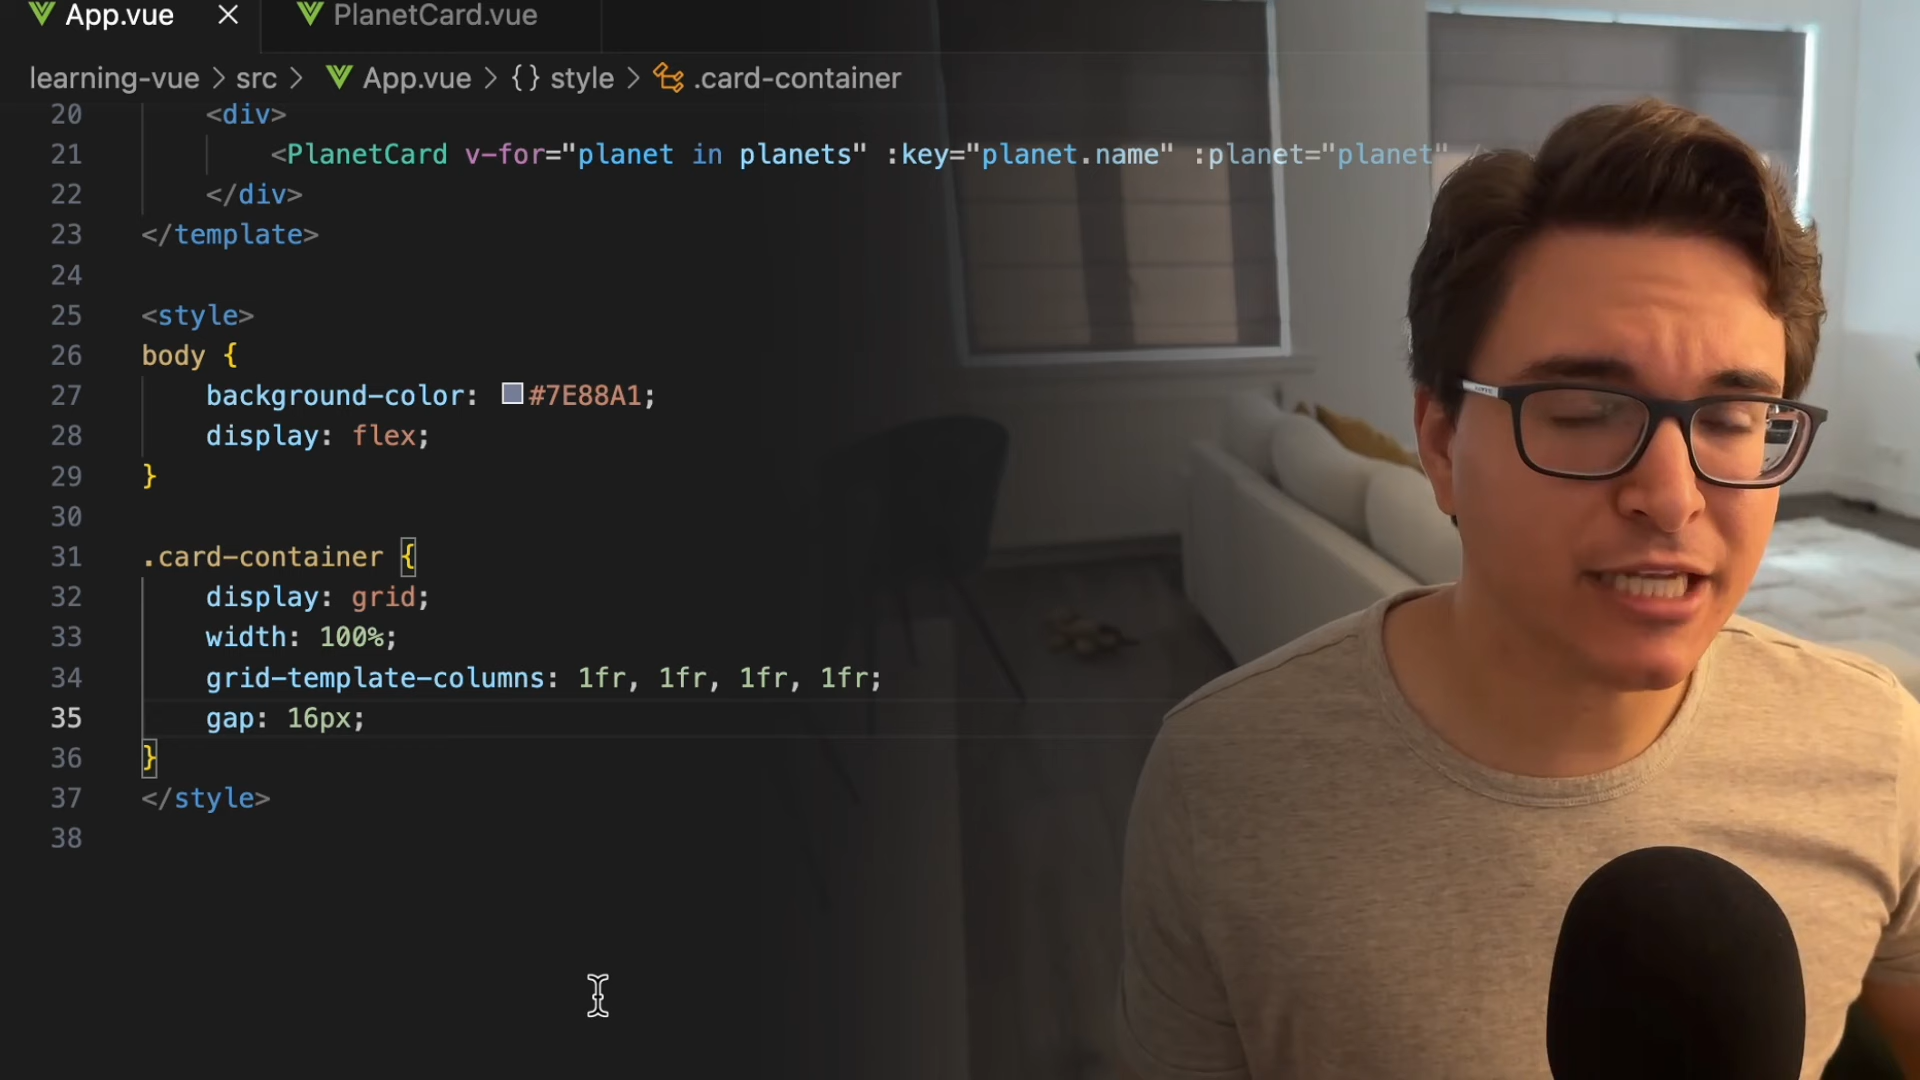 App.vue × PlanetCard.vue
learning-vue > src > App.vue > {} style > .card-container
20 <div>
21 <PlanetCard v-for="planet in planets" :key="planet.name" :planet="planet" />
22 </div>
23 </template>
24
25 <style>
26 body {
27 background-color: #7E88A1;
28 display: flex;
29 }
30
31 .card-container {
32 display: grid;
33 width: 100%;
34 grid-template-columns: 1fr, 1fr, 1fr, 1fr;
35 gap: 16px;
36 }
37 </style>
38